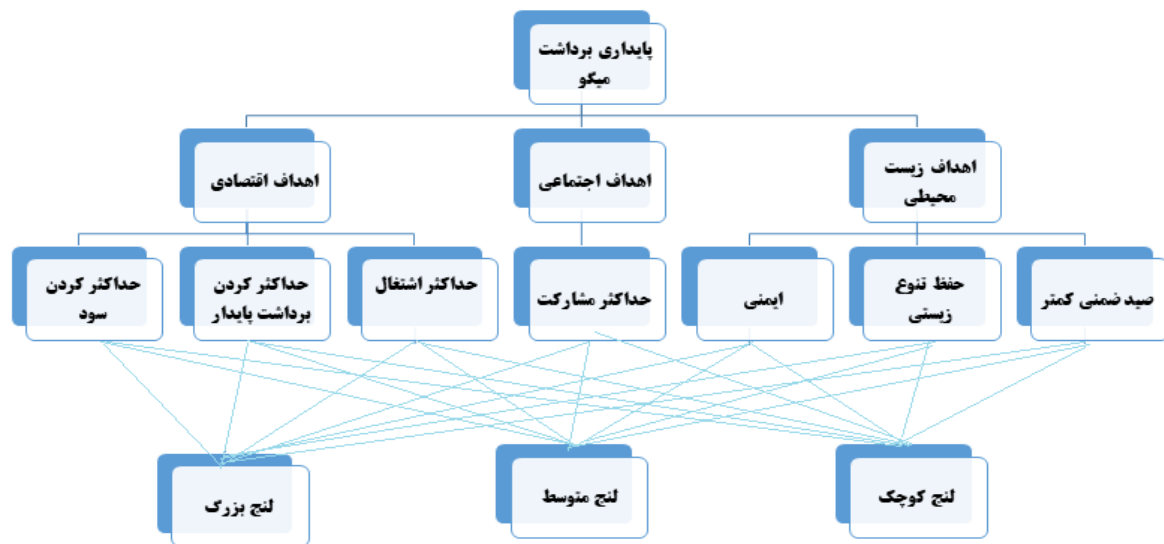 پایداری برداشت
میگو
اهداف زیست
محیطی
اهداف اجتماعی
اهداف اقتصادی
صید ضمنی کمتر
حفظ تنوع
زیستی
ایمنی
حداکثر مشارکت
حداکثر اشتغال
حداکثر کردن
برداشت پایدار
حداکثر کردن
سود
لنج کوچک
لنج متوسط
لنج بزرگ